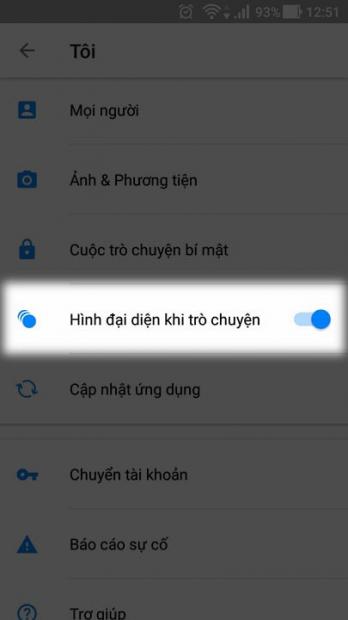 93% 12:51
Tôi
Mọi người
Ảnh & Phương tiện
Cuộc trò chuyện bí mật
Hình đại diện khi trò chuyện
Cập nhật ứng dụng
Chuyển tài khoản
Báo cáo sự cố
Trợ giúp